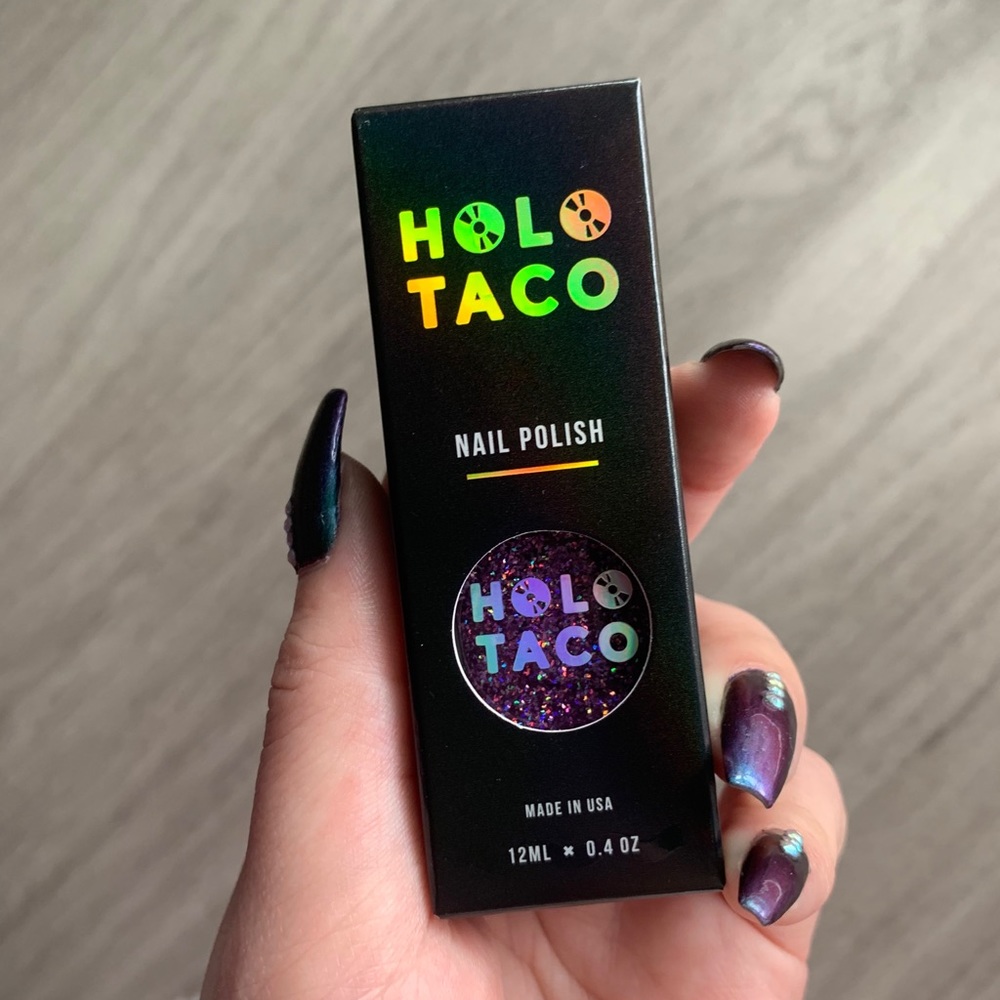 HOLO
TACO
NAIL POLISH
HOLO
TACO
MADE IN USA
12ML × 0.4 OZ